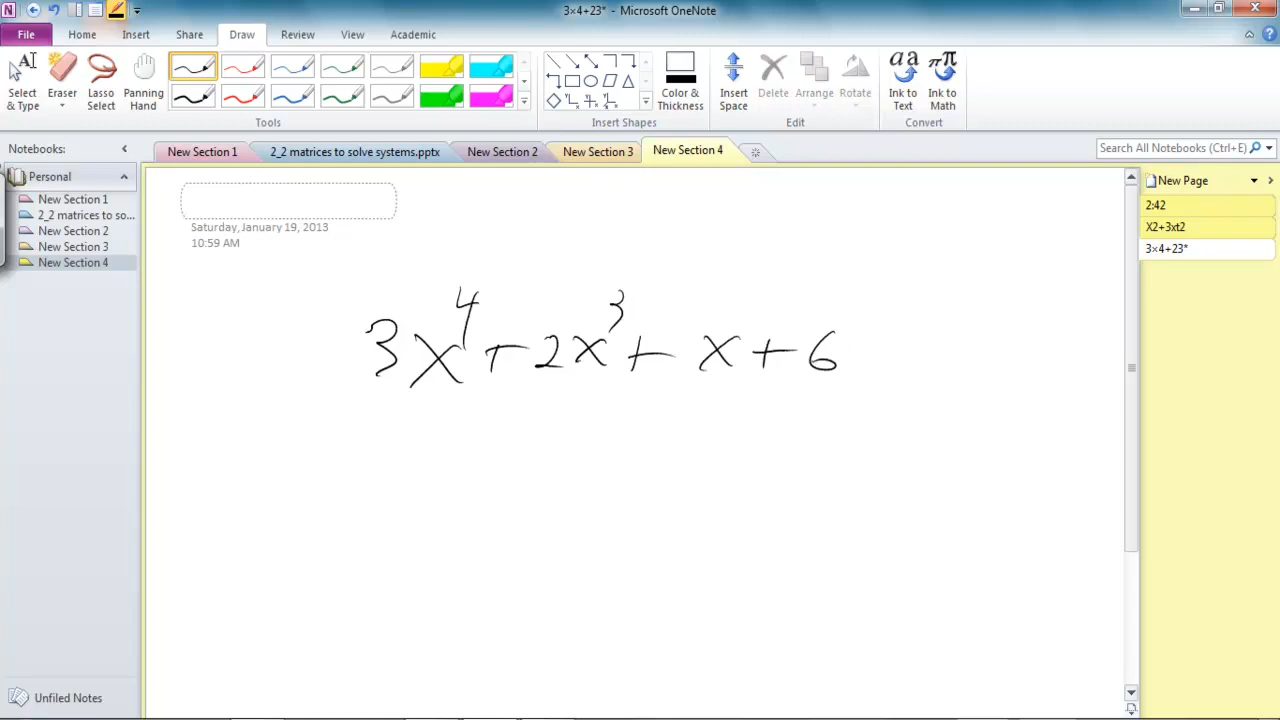 3x4+23* - Microsoft OneNote
File Home Insert Share Draw Review View Academic
Select & Type
Eraser
Lasso Select
Panning Hand
Color & Thickness
Insert Space
Delete
Arrange
Rotate
Ink to Text
Ink to Math
Tools Insert Shapes Edit Convert
Notebooks:
New Section 1 2_2 matrices to solve systems.pptx New Section 2 New Section 3 New Section 4
Search All Notebooks (Ctrl+E)
Personal
New Section 1
2_2 matrices to so...
New Section 2
New Section 3
New Section 4
New Page
2:42
X2+3xt2
3×4+23*
Saturday, January 19, 2013
10:59 AM
3x⁴+2x³+x+6
Unfiled Notes